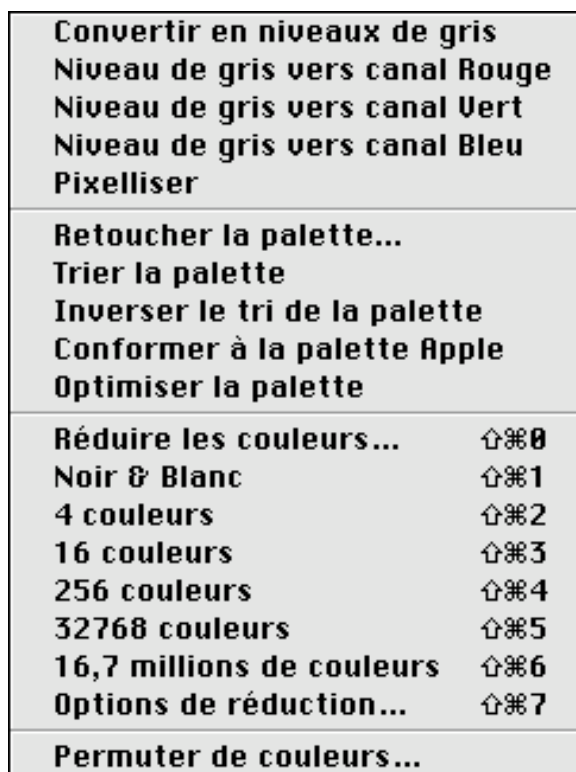 Convertir en niveaux de gris
Niveau de gris vers canal Rouge
Niveau de gris vers canal Vert
Niveau de gris vers canal Bleu
Pixelliser
Retoucher la palette...
Trier la palette
Inverser le tri de la palette
Conformer à la palette Apple
Optimiser la palette
Réduire les couleurs... ⇧⌘0
Noir & Blanc ⇧⌘1
4 couleurs ⇧⌘2
16 couleurs ⇧⌘3
256 couleurs ⇧⌘4
32768 couleurs ⇧⌘5
16,7 millions de couleurs ⇧⌘6
Options de réduction... ⇧⌘7
Permuter de couleurs...